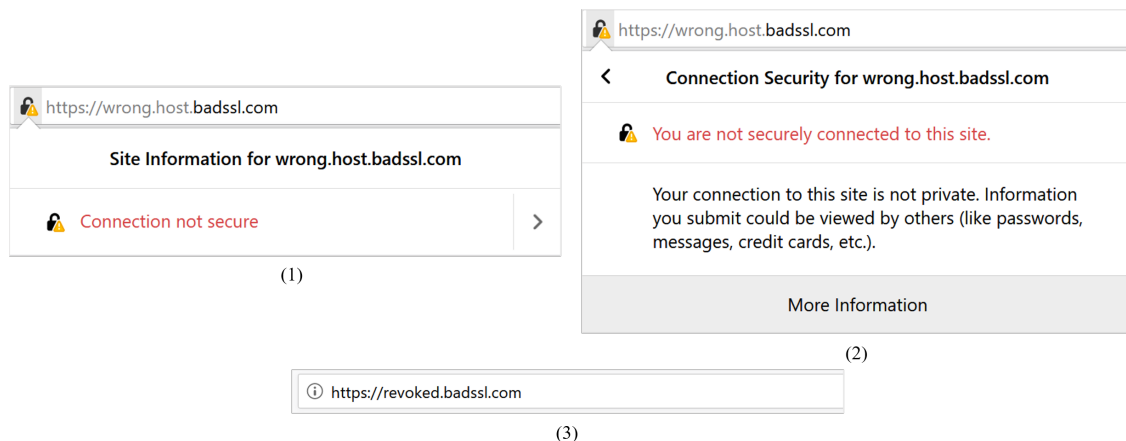 https://wrong.host.badssl.com
Site Information for wrong.host.badssl.com
Connection not secure
(1)
https://wrong.host.badssl.com
Connection Security for wrong.host.badssl.com
You are not securely connected to this site.
Your connection to this site is not private. Information
you submit could be viewed by others (like passwords,
messages, credit cards, etc.).
More Information
(2)
https://revoked.badssl.com
(3)